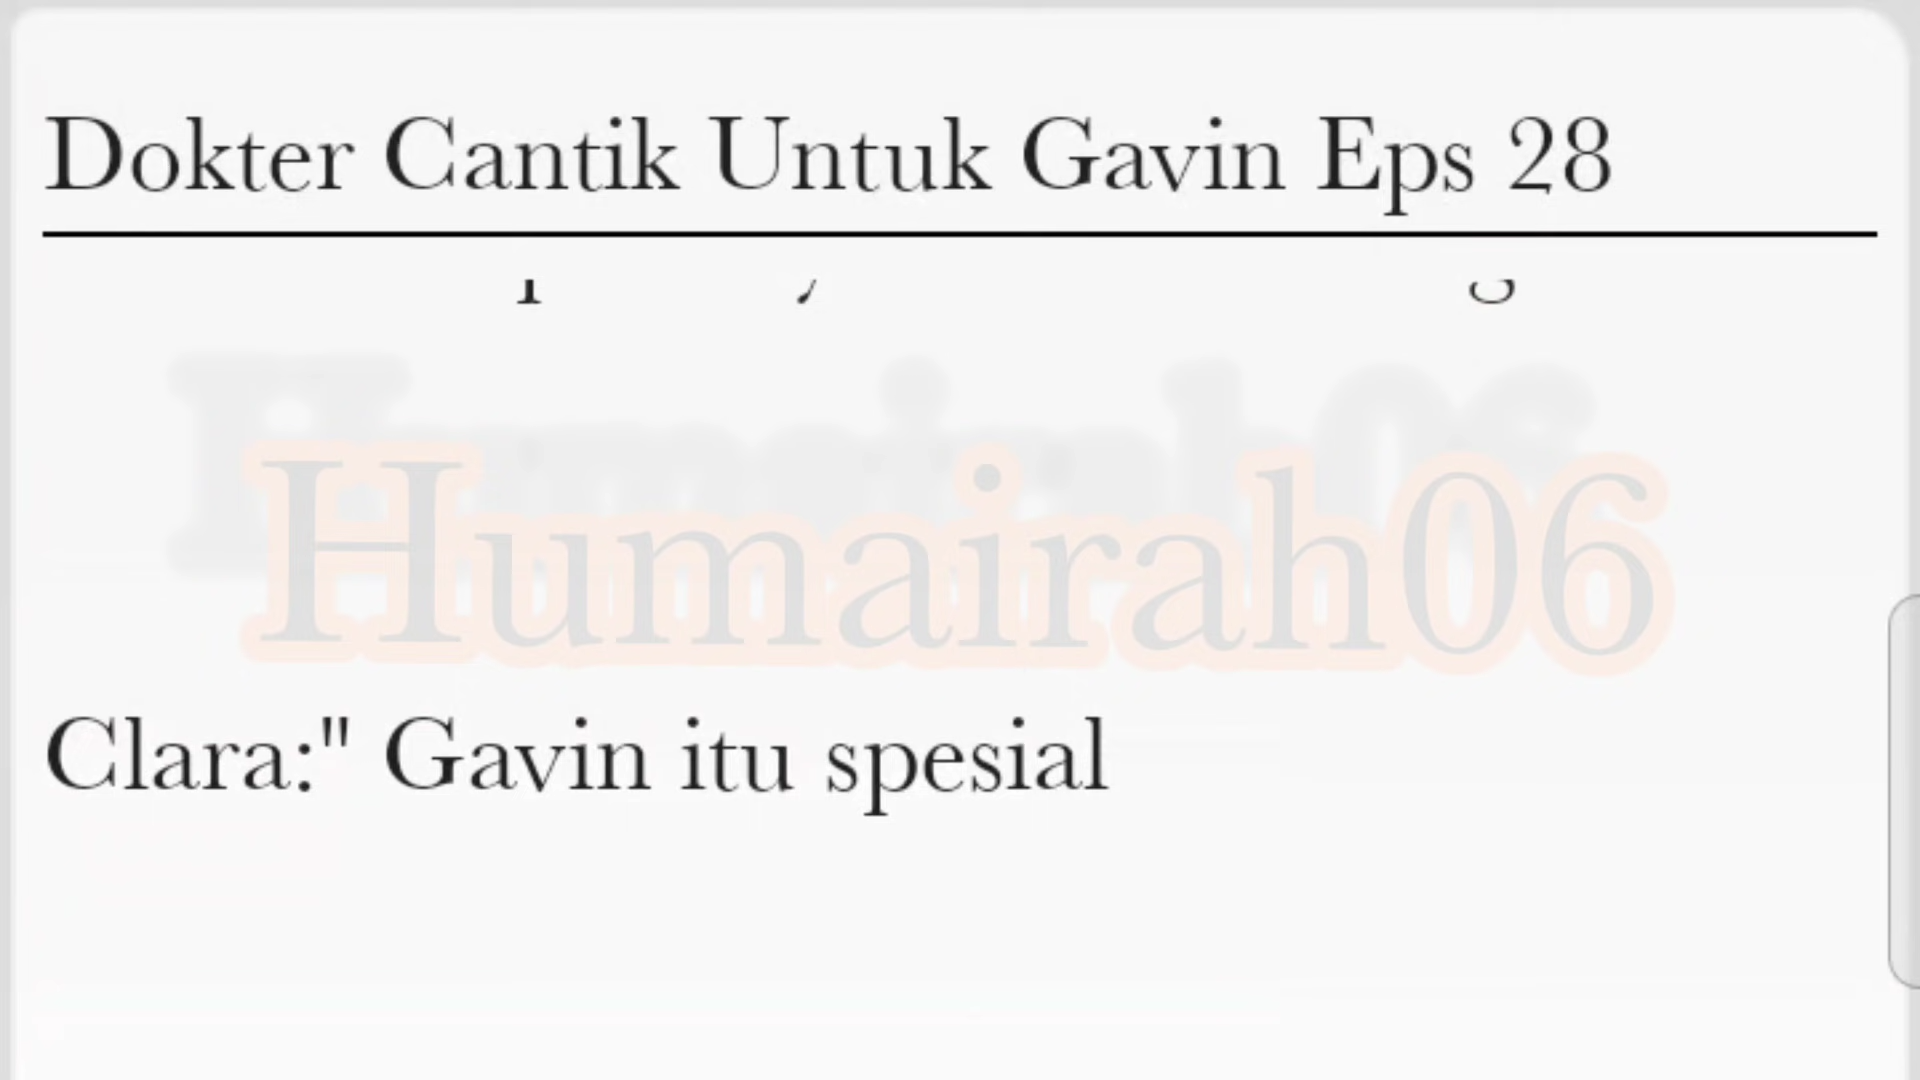 Dokter Cantik Untuk Gavin Eps 28
Humairah06
Clara:" Gavin itu spesial